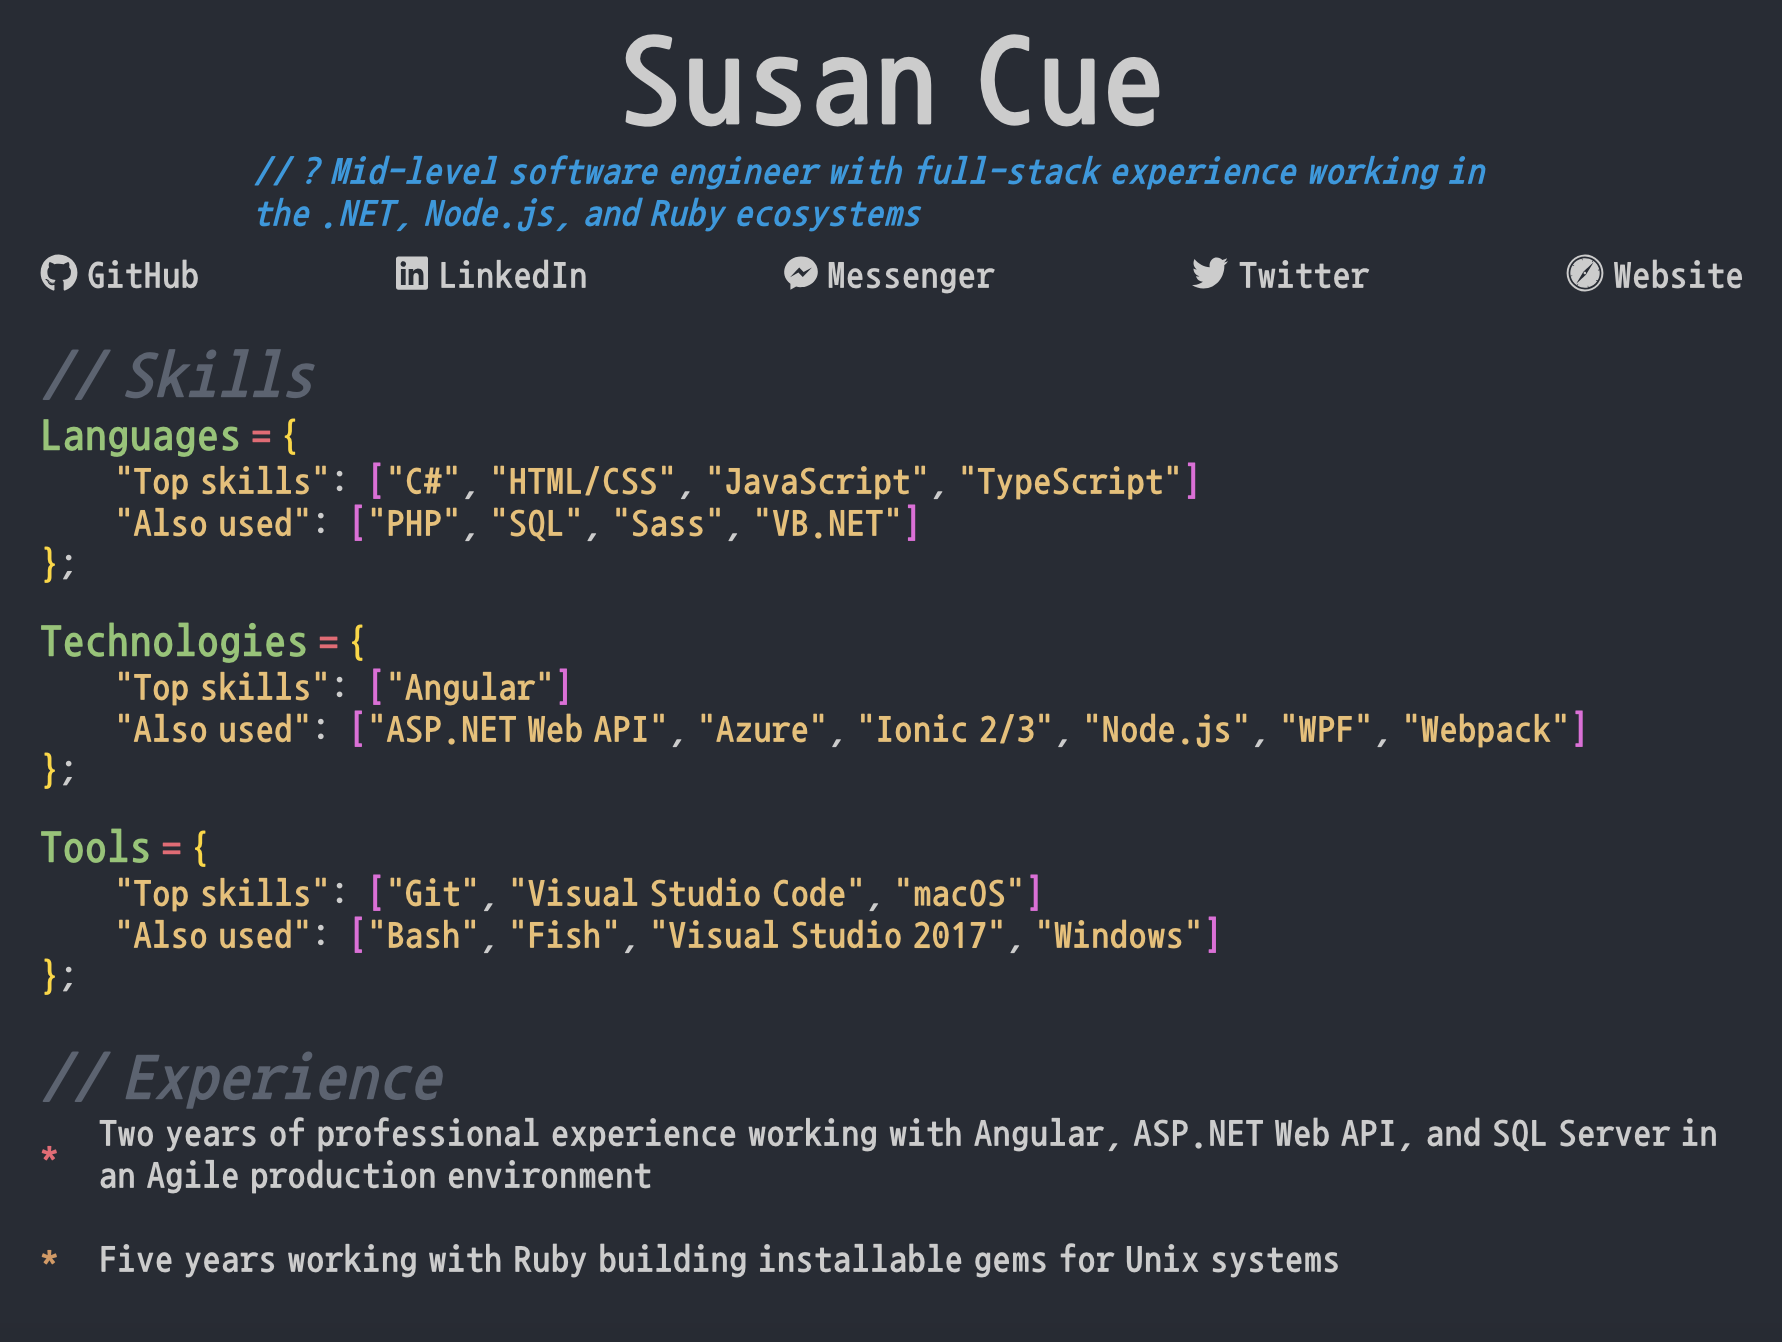 Susan Cue
// ? Mid-level software engineer with full-stack experience working in
the .NET, Node.js, and Ruby ecosystems
GitHub LinkedIn Messenger Twitter Website
// Skills
Languages = {
"Top skills": ["C#", "HTML/CSS", "JavaScript", "TypeScript"]
"Also used": ["PHP", "SQL", "Sass", "VB.NET"]
};
Technologies = {
"Top skills": ["Angular"]
"Also used": ["ASP.NET Web API", "Azure", "Ionic 2/3", "Node.js", "WPF", "Webpack"]
};
Tools = {
"Top skills": ["Git", "Visual Studio Code", "macOS"]
"Also used": ["Bash", "Fish", "Visual Studio 2017", "Windows"]
};
// Experience
* Two years of professional experience working with Angular, ASP.NET Web API, and SQL Server in
an Agile production environment
* Five years working with Ruby building installable gems for Unix systems